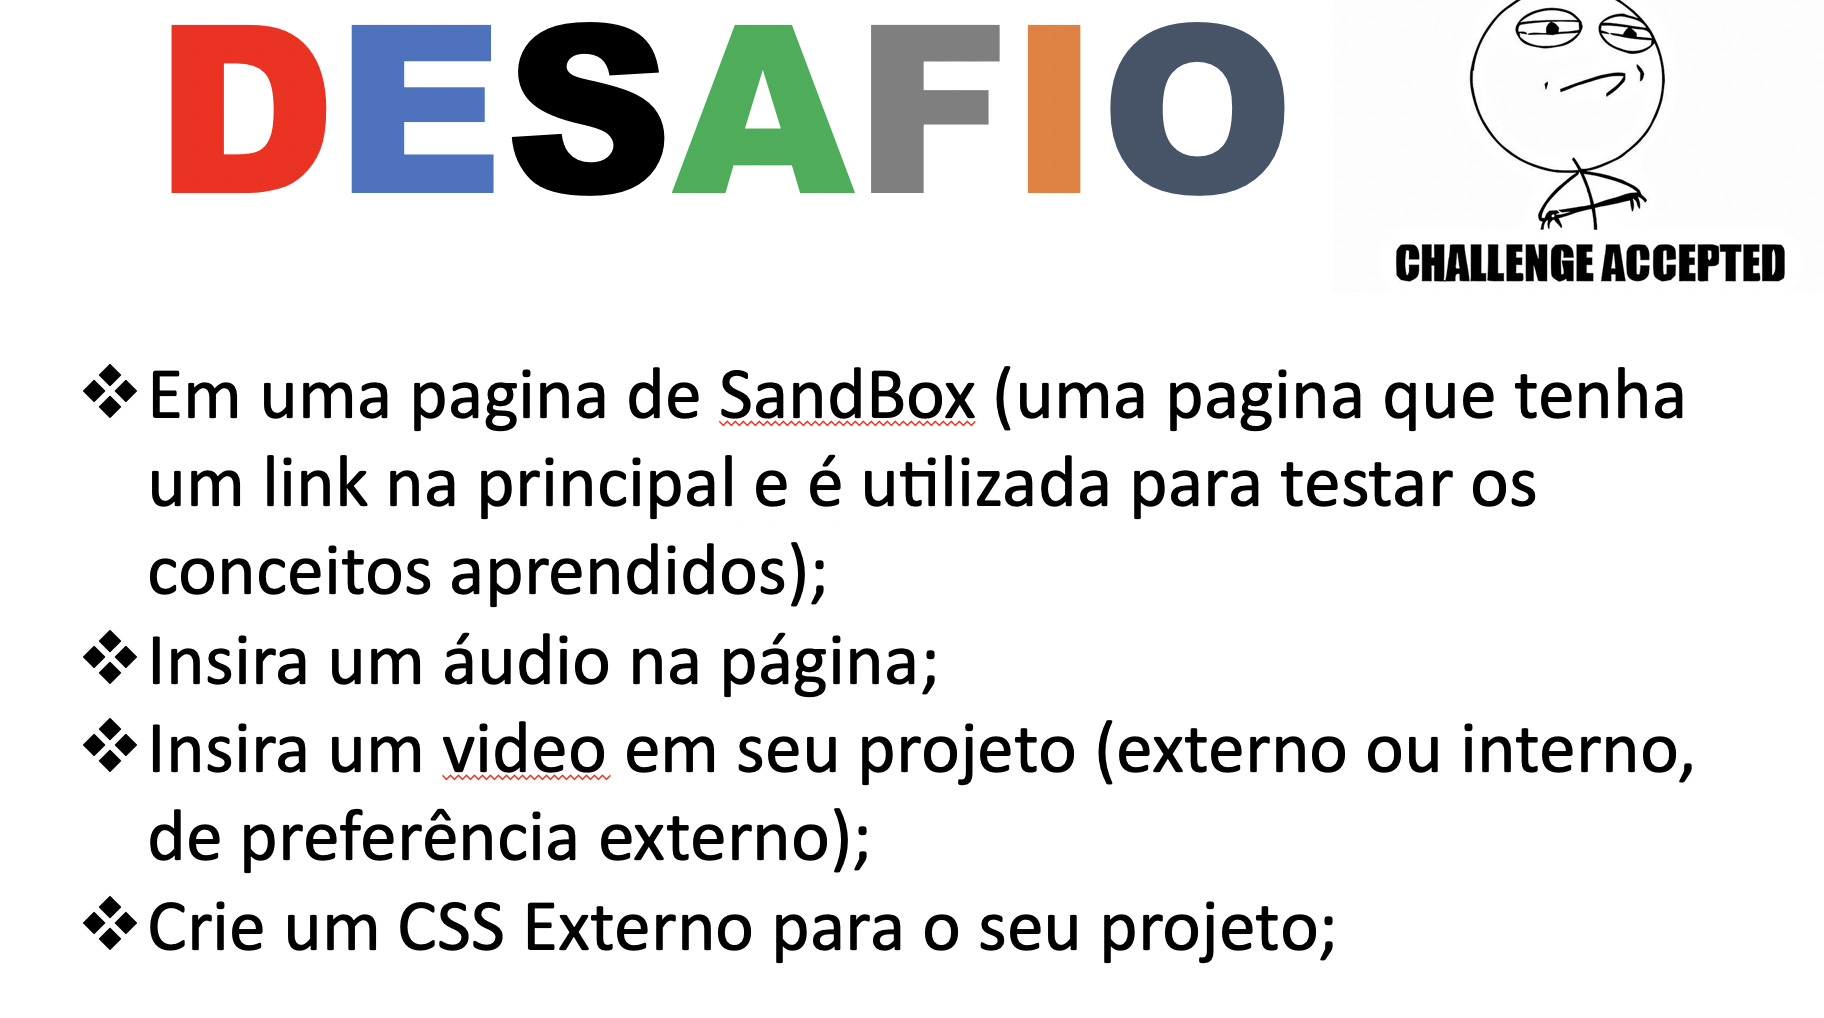 DESAFIO
CHALLENGE ACCEPTED
❖Em uma pagina de SandBox (uma pagina que tenha
um link na principal e é utilizada para testar os
conceitos aprendidos);
❖Insira um áudio na página;
❖Insira um video em seu projeto (externo ou interno,
de preferência externo);
❖Crie um CSS Externo para o seu projeto;